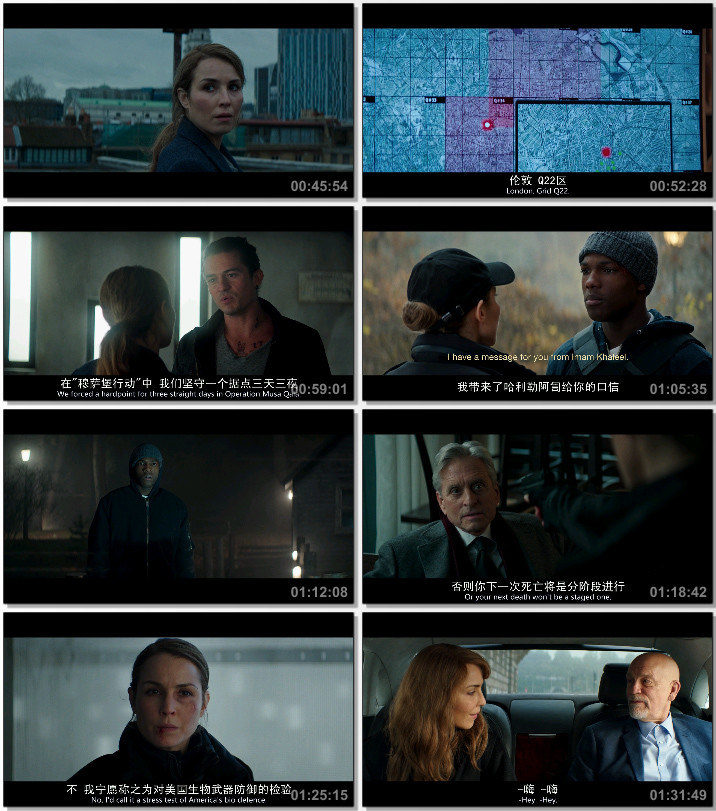 00:45:54
伦敦 Q22区
London, Grid Q22.
00:52:28
在"穆萨堡行动"中 我们坚守一个据点三天三夜
We forced a hardpoint for three straight days in Operation Musa Qala
00:59:01
I have a message for you from Imam Khaleel.
我带来了哈利勒阿訇给你的口信
01:05:35
01:12:08
否则你下一次死亡将是分阶段进行
Or your next death won't be a staged one.
01:18:42
不 我宁愿称之为对美国生物武器防御的检验
No, I'd call it a stress test of America's bio defence
01:25:15
-嗨 -嗨
-Hey. -Hey.
01:31:49